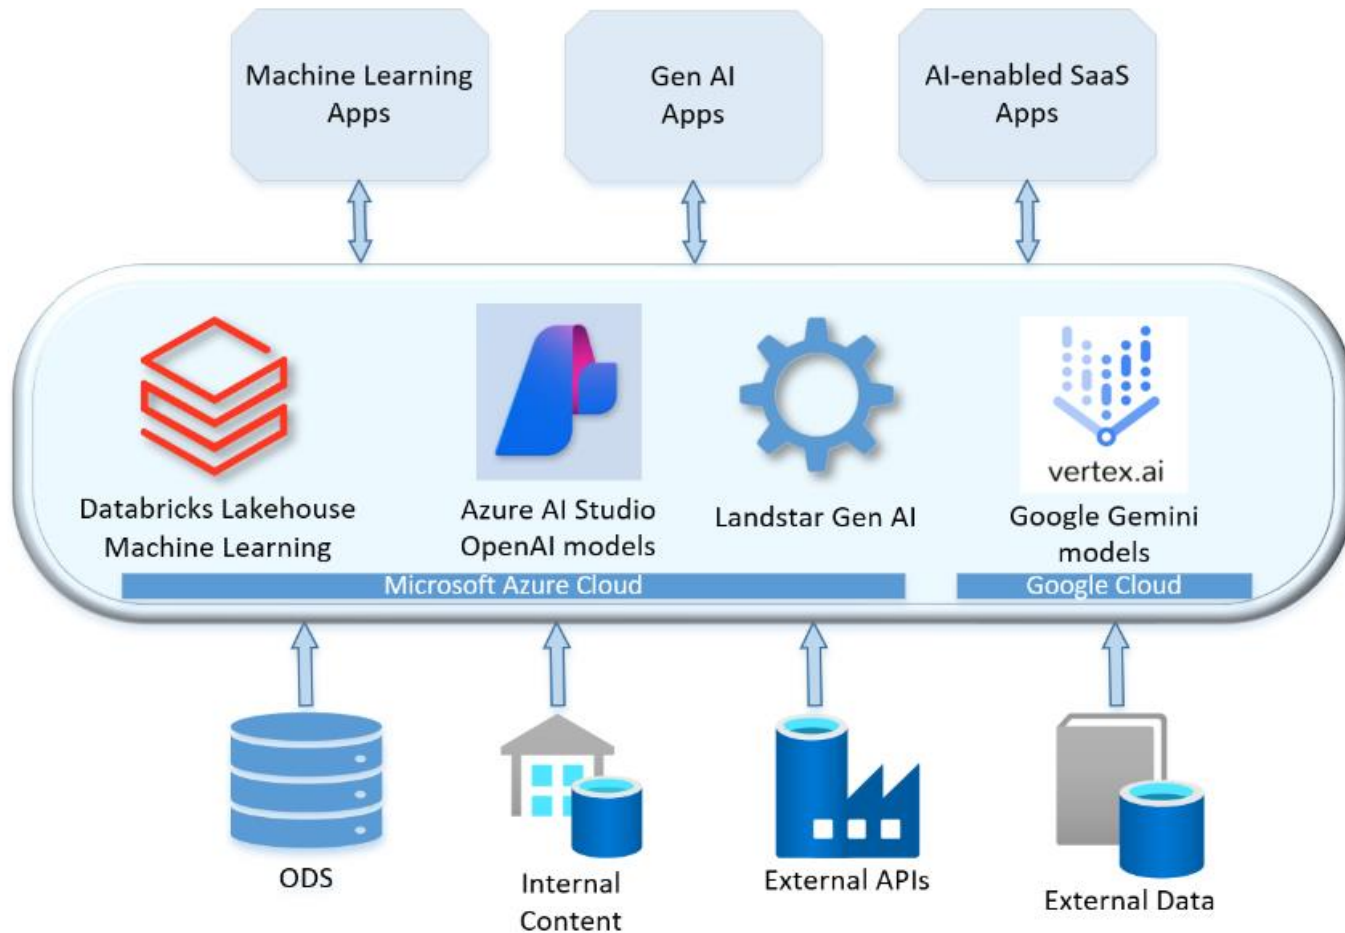 Machine Learning
Apps
Gen AI
Apps
AI-enabled SaaS
Apps
vertex.ai
Databricks Lakehouse
Machine Learning
Azure AI Studio
OpenAI models
Landstar Gen AI
Google Gemini
models
Microsoft Azure Cloud
Google Cloud
ODS
Internal
Content
External APIs
External Data